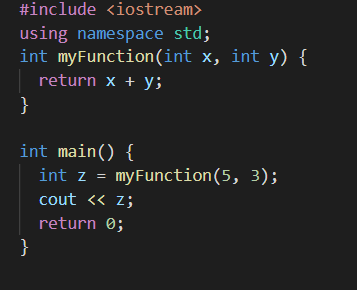 #include <iostream>
using namespace std;
int myFunction(int x, int y) {
  return x + y;
}

int main() {
  int z = myFunction(5, 3);
  cout << z;
  return 0;
}